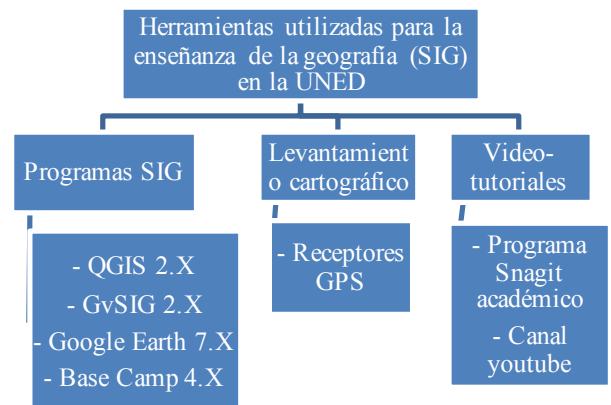 Herramientas utilizadas para la
enseñanza de la geografía (SIG)
en la UNED
Programas SIG
- QGIS 2.X
- GvSIG 2.X
- Google Earth 7.X
- Base Camp 4.X
Levantamient
o cartográfico
- Receptores
GPS
Video-
tutoriales
- Programa
Snagit
académico
- Canal
youtube